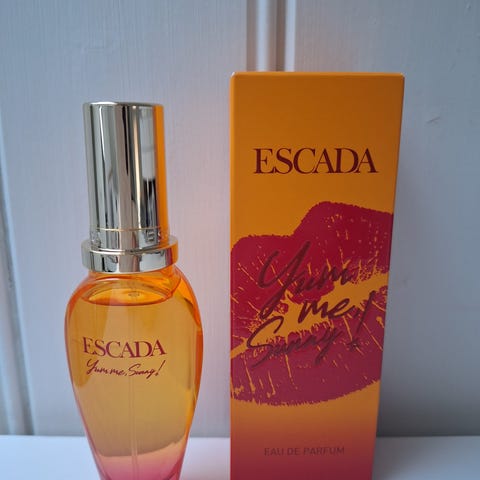 ESCADA
Yum me, Sunny!
ESCADA
Yum
me
Sunny!
EAU DE PARFUM